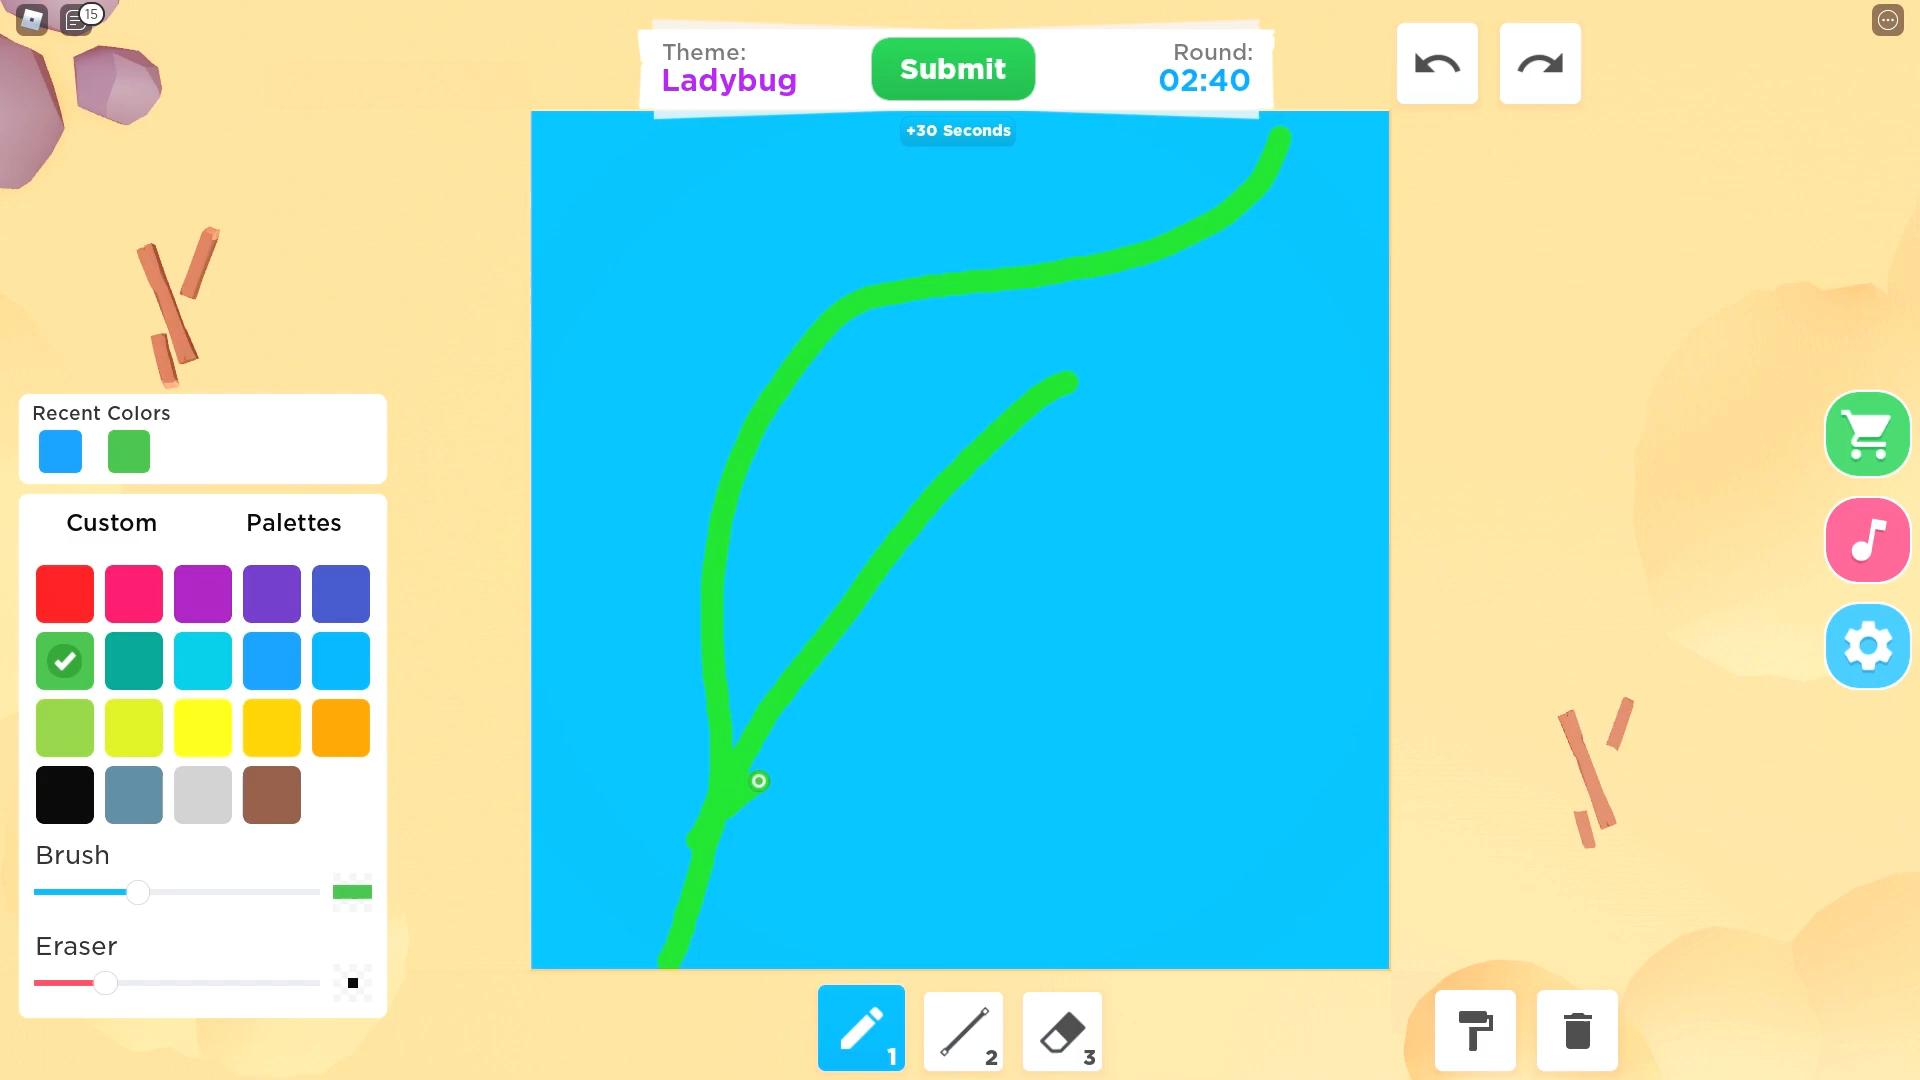 15
Theme:
Ladybug
Submit
Round:
02:40
+30 Seconds
Recent Colors
Custom
Palettes
Brush
Eraser
1
2
3